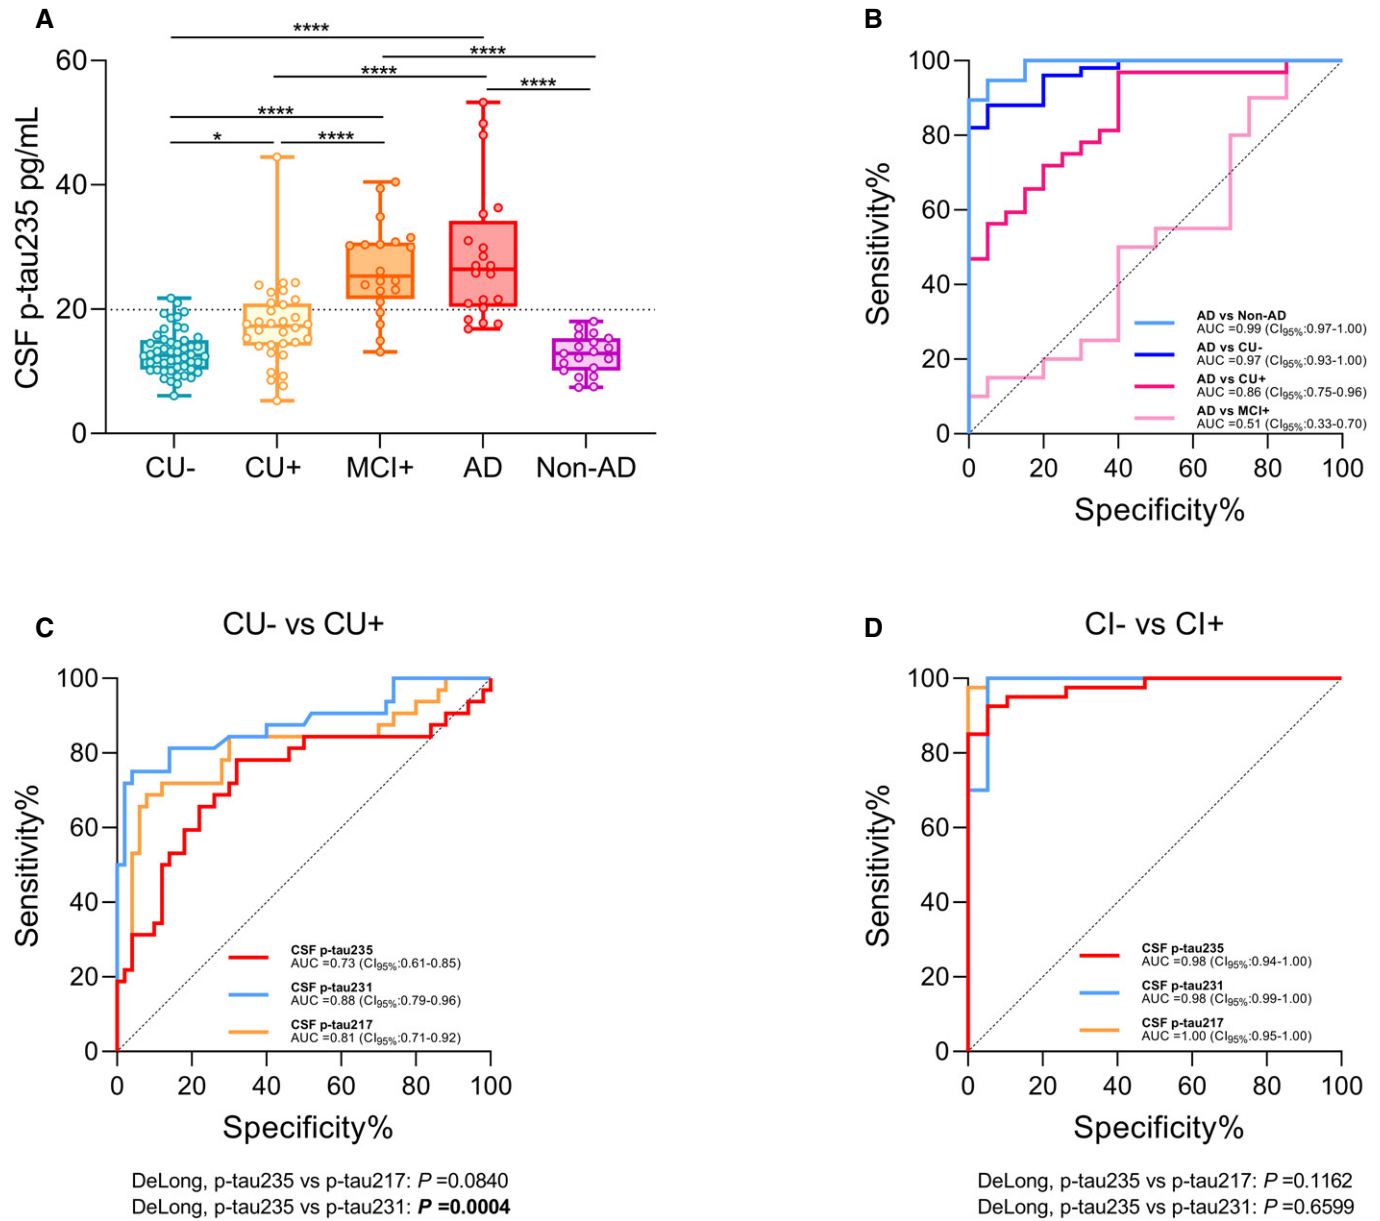 A
CSF p-tau235 pg/mL
60
40
20
0
****
****
****
****
****
*
****
CU-
CU+
MCI+
AD
Non-AD
B
Sensitivity%
100
80
60
40
20
0
AD vs Non-AD
AUC =0.99 (CI95%:0.97-1.00)
AD vs CU-
AUC =0.97 (CI95%:0.93-1.00)
AD vs CU+
AUC =0.86 (CI95%:0.75-0.96)
AD vs MCI+
AUC =0.51 (CI95%:0.33-0.70)
0 20 40 60 80 100
Specificity%
C
CU- vs CU+
Sensitivity%
100
80
60
40
20
0
CSF p-tau235
AUC =0.73 (CI95%:0.61-0.85)
CSF p-tau231
AUC =0.88 (CI95%:0.79-0.96)
CSF p-tau217
AUC =0.81 (CI95%:0.71-0.92)
0 20 40 60 80 100
Specificity%
DeLong, p-tau235 vs p-tau217: P =0.0840
DeLong, p-tau235 vs p-tau231: P =0.0004
D
CI- vs CI+
Sensitivity%
100
80
60
40
20
0
CSF p-tau235
AUC =0.98 (CI95%:0.94-1.00)
CSF p-tau231
AUC =0.98 (CI95%:0.99-1.00)
CSF p-tau217
AUC =1.00 (CI95%:0.95-1.00)
0 20 40 60 80 100
Specificity%
DeLong, p-tau235 vs p-tau217: P =0.1162
DeLong, p-tau235 vs p-tau231: P =0.6599